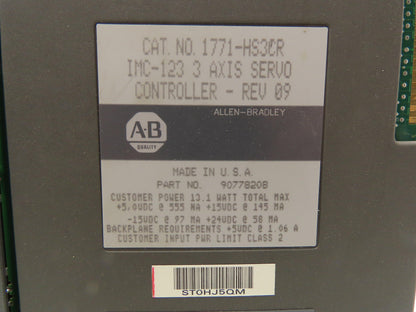 CAT. NO. 1771-HS3CR
IMC-123 3 AXIS SERVO
CONTROLLER - REV 09
ALLEN-BRADLEY
A-B
QUALITY
MADE IN U.S.A.
PART NO. 90778208
CUSTOMER POWER 13.1 WATT TOTAL MAX
+5.0VDC @ 555 MA +15VDC @ 145 MA
-15VDC @ 97 MA +24VDC @ 58 MA
BACKPLANE REQUIREMENTS +5VDC @ 1.06 A
CUSTOMER INPUT PWR LIMIT CLASS 2
ST0HJ5QM